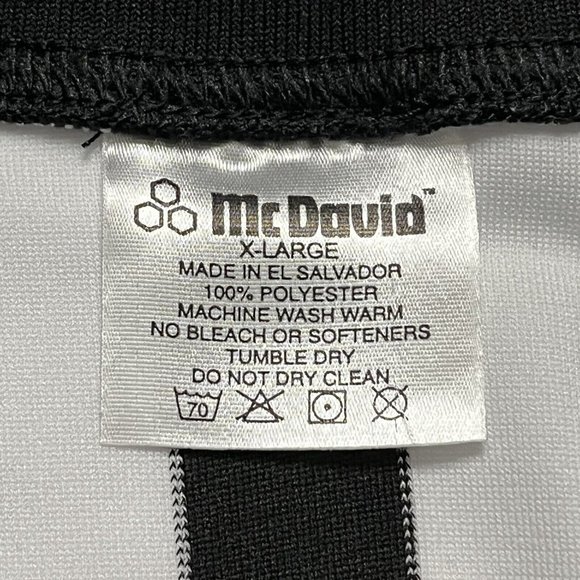 McDavid™
X-LARGE
MADE IN EL SALVADOR
100% POLYESTER
MACHINE WASH WARM
NO BLEACH OR SOFTENERS
TUMBLE DRY
DO NOT DRY CLEAN
70